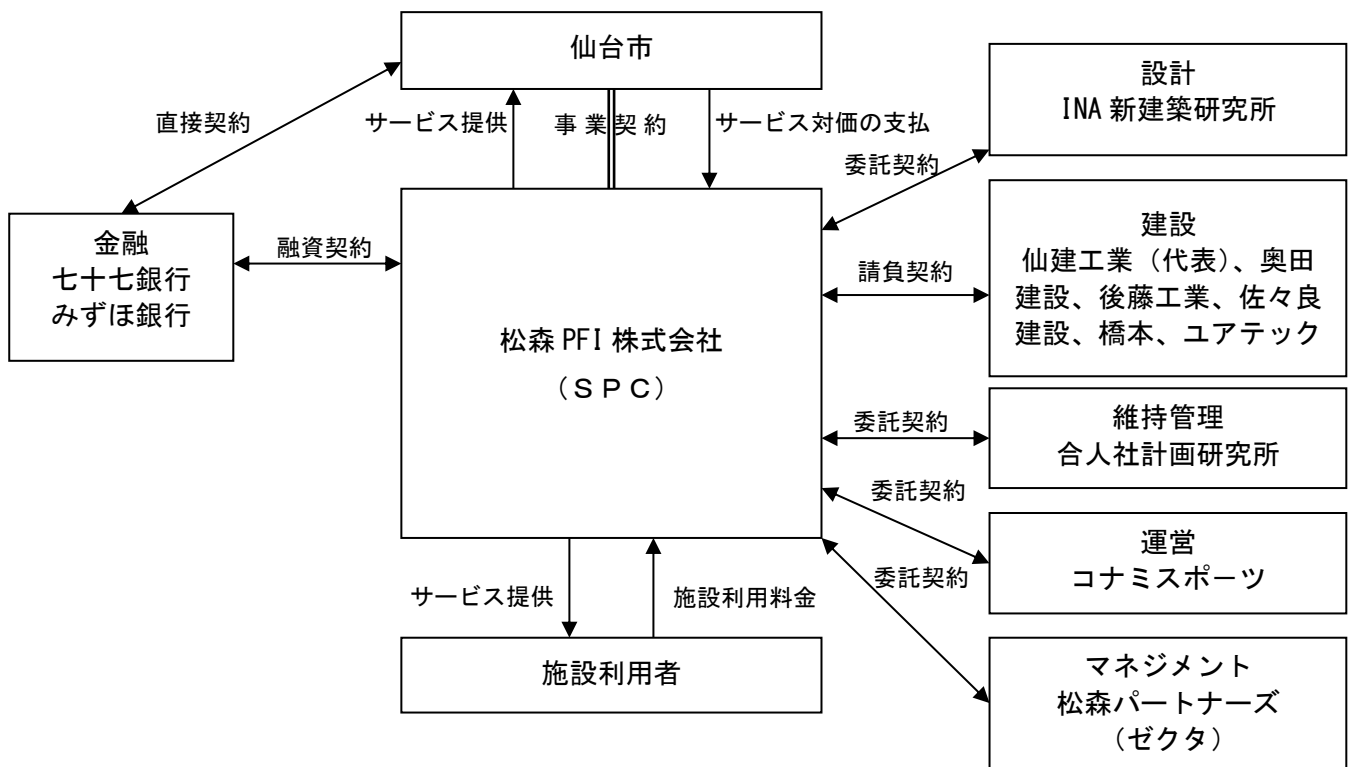 仙台市
直接契約
サービス提供
事業契約
サービス対価の支払
設計
INA 新建築研究所
委託契約
金融
七十七銀行
みずほ銀行
融資契約
松森 PFI 株式会社
(SPC)
建設
仙建工業（代表）、奥田
建設、後藤工業、佐々良
建設、橋本、ユアテック
請負契約
維持管理
合人社計画研究所
委託契約
運営
コナミスポーツ
委託契約
マネジメント
松森パートナーズ
（ゼクタ）
委託契約
サービス提供
施設利用料金
施設利用者